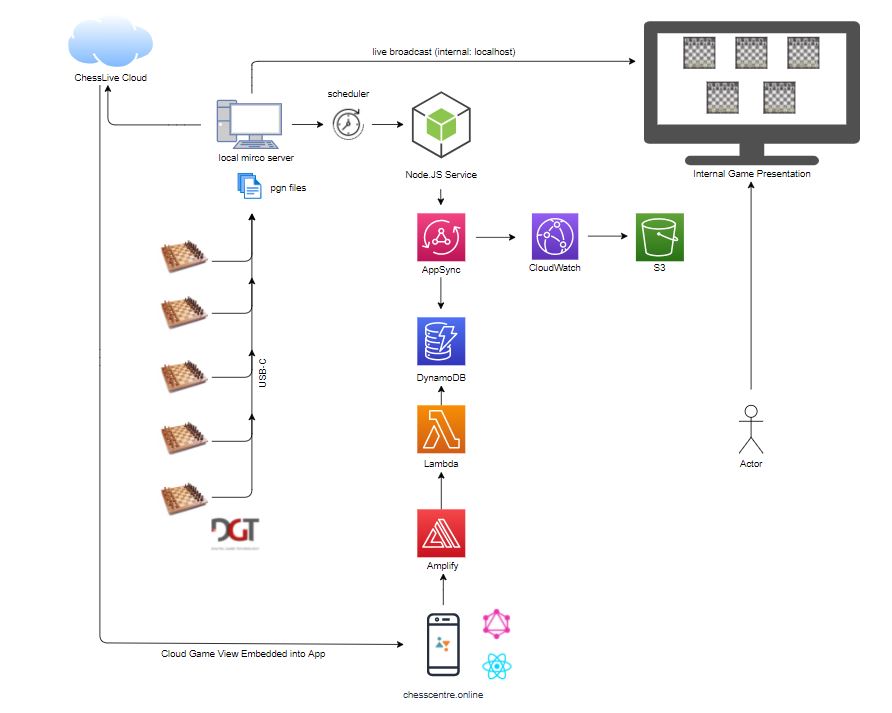 live broadcast (internal: localhost)
ChessLive Cloud
scheduler
local mirco server
Node.JS Service
Internal Game Presentation
pgn files
AppSync
CloudWatch
S3
USB-C
DynamoDB
Lambda
Actor
DGT
DIGITAL GAME TECHNOLOGY
Amplify
Cloud Game View Embedded into App
chesscentre.online